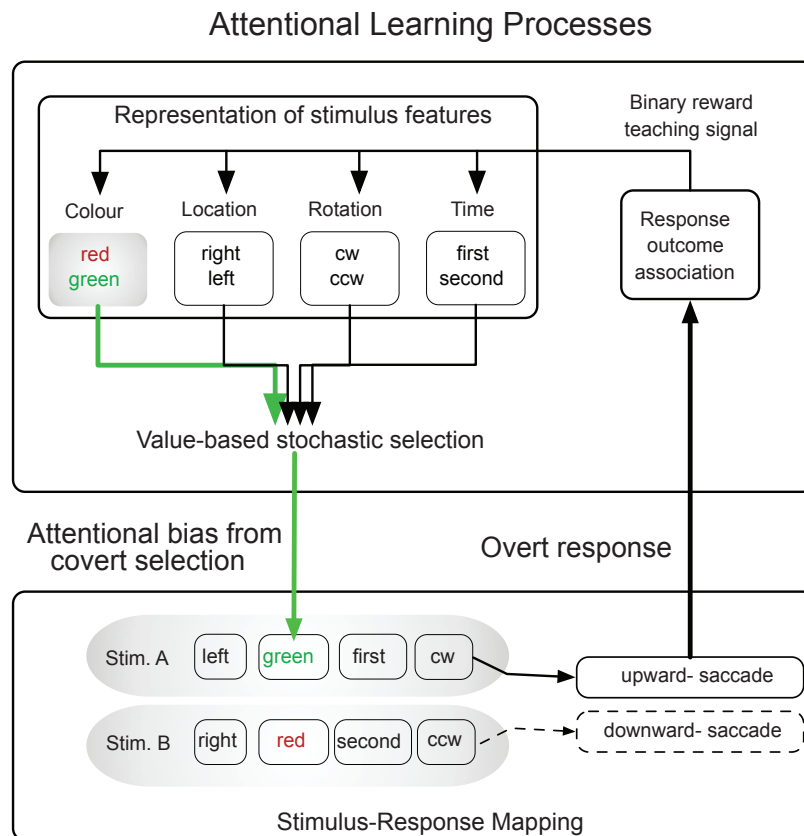 Attentional Learning Processes
Representation of stimulus features
Binary reward
teaching signal
Colour
Location
Rotation
Time
red
green
right
left
cw
ccw
first
second
Response
outcome
association
Value-based stochastic selection
Attentional bias from
covert selection
Overt response
Stim. A
left
green
first
cw
upward- saccade
Stim. B
right
red
second
ccw
downward- saccade
Stimulus-Response Mapping